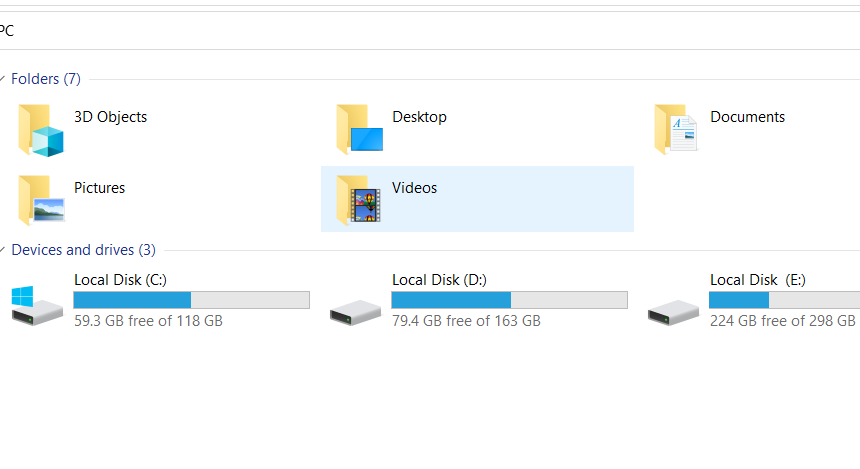 PC
Folders (7)
3D Objects
Desktop
Documents
Pictures
Videos
Devices and drives (3)
Local Disk (C:)
59.3 GB free of 118 GB
Local Disk (D:)
79.4 GB free of 163 GB
Local Disk  (E:)
224 GB free of 298 GB